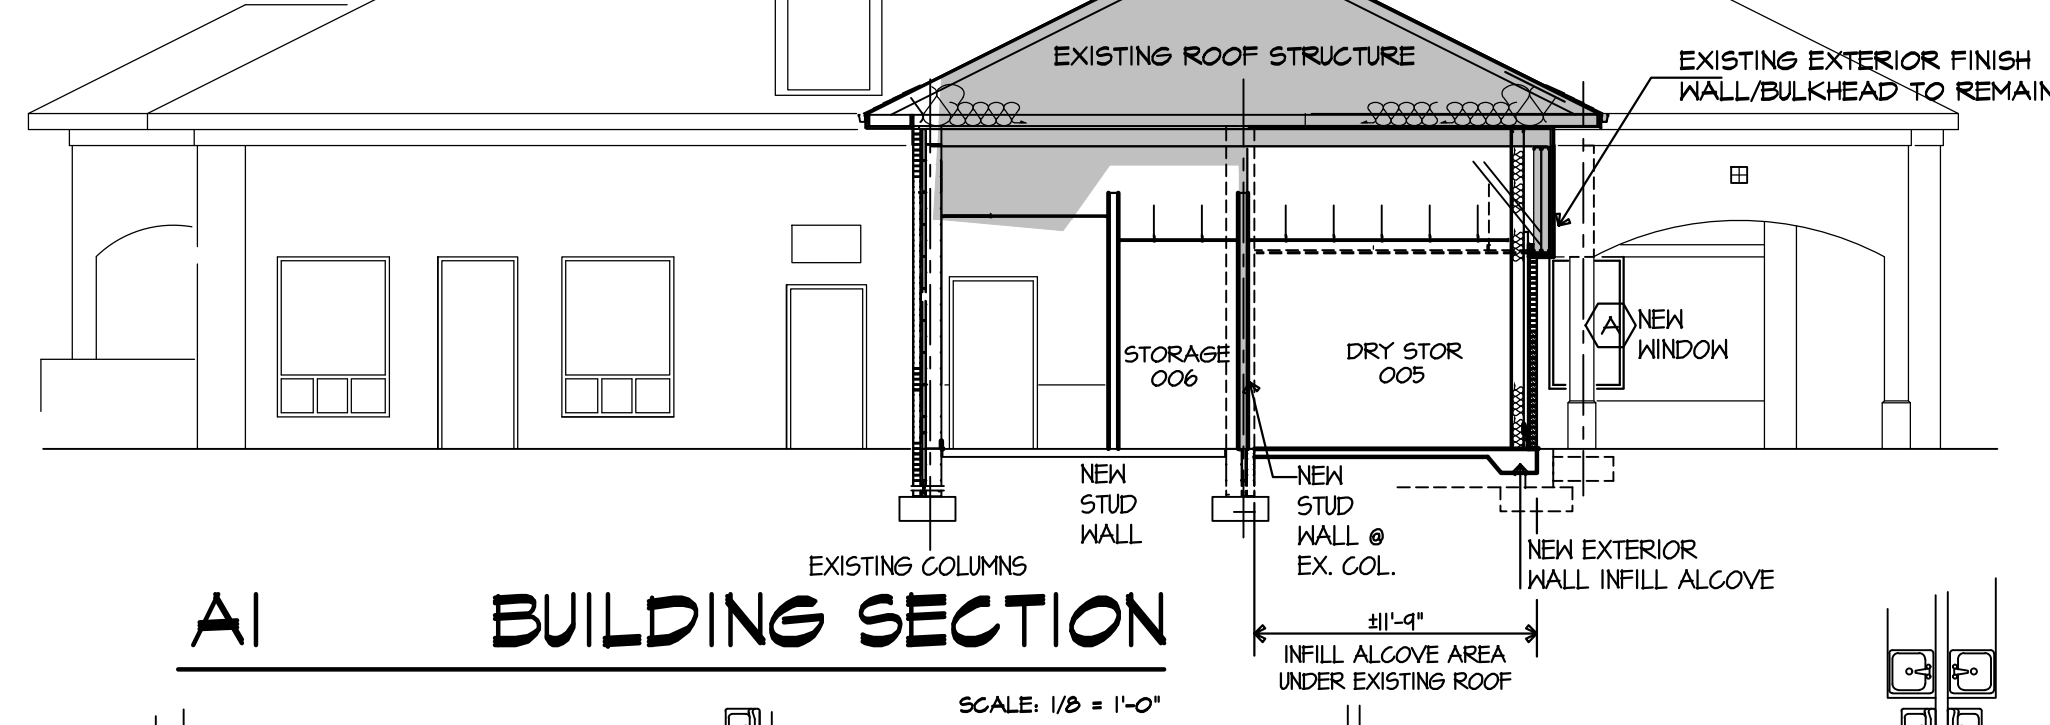 EXISTING ROOF STRUCTURE
EXISTING EXTERIOR FINISH
WALL/BULKHEAD TO REMAIN
STORAGE
006
DRY STOR
005
A
NEW
WINDOW
NEW
STUD
WALL
NEW
STUD
WALL @
EX. COL.
EXISTING COLUMNS
NEW EXTERIOR
WALL INFILL ALCOVE
A1 BUILDING SECTION
±11'-9"
INFILL ALCOVE AREA
UNDER EXISTING ROOF
SCALE: 1/8 = 1'-0"